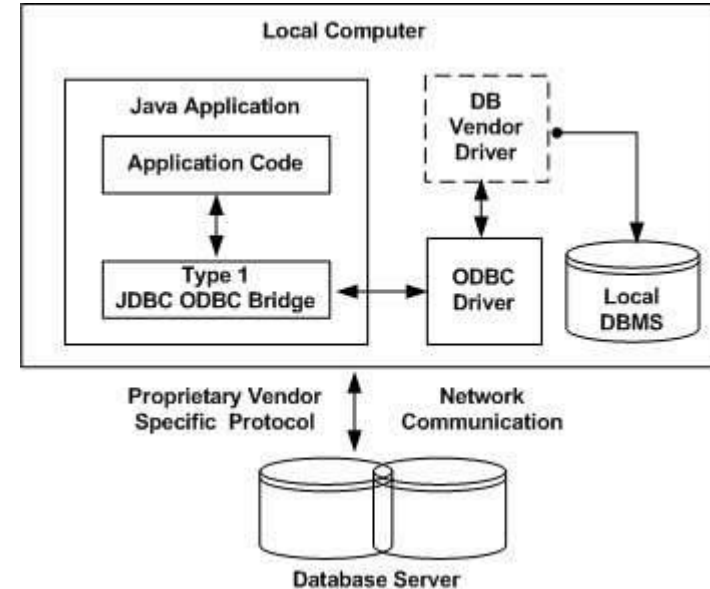 Local Computer
Java Application
Application Code
Type 1
JDBC ODBC Bridge
DB
Vendor
Driver
ODBC
Driver
Local
DBMS
Proprietary Vendor
Specific Protocol
Network
Communication
Database Server